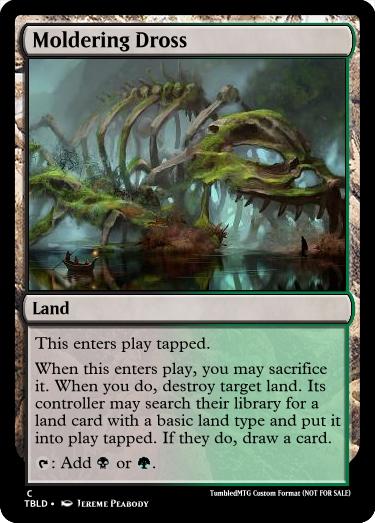 Moldering Dross
Land
This enters play tapped.
When this enters play, you may sacrifice
it. When you do, destroy target land. Its
controller may search their library for a
land card with a basic land type and put it
into play tapped. If they do, draw a card.
: Add or .
C
TBLD • Jereme Peabody
TumbledMTG Custom Format (NOT FOR SALE)